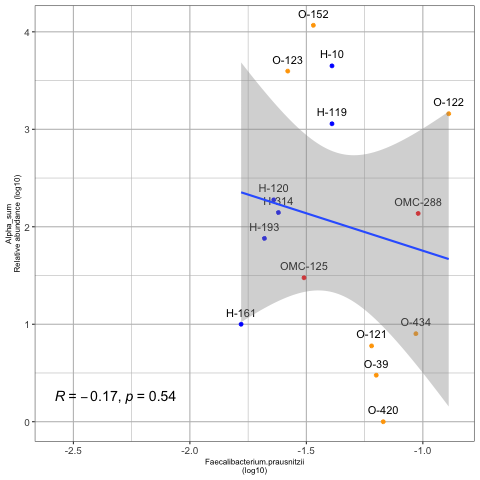 O-152
H-10
O-123
H-119
O-122
H-120
H-314
OMC-288
H-193
OMC-125
H-161
O-434
O-121
O-39
O-420
R = −0.17, p = 0.54
4
3
2
1
0
-2.5
-2.0
-1.5
-1.0
Alpha_sum
Relative abundance (log10)
Faecalibacterium.prausnitzii
(log10)